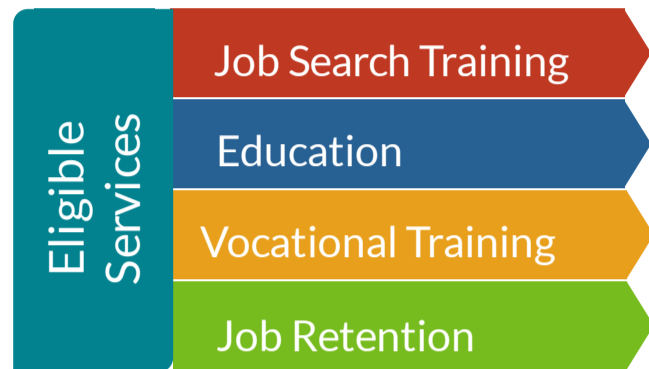 Eligible
Services
Job Search Training
Education
Vocational Training
Job Retention